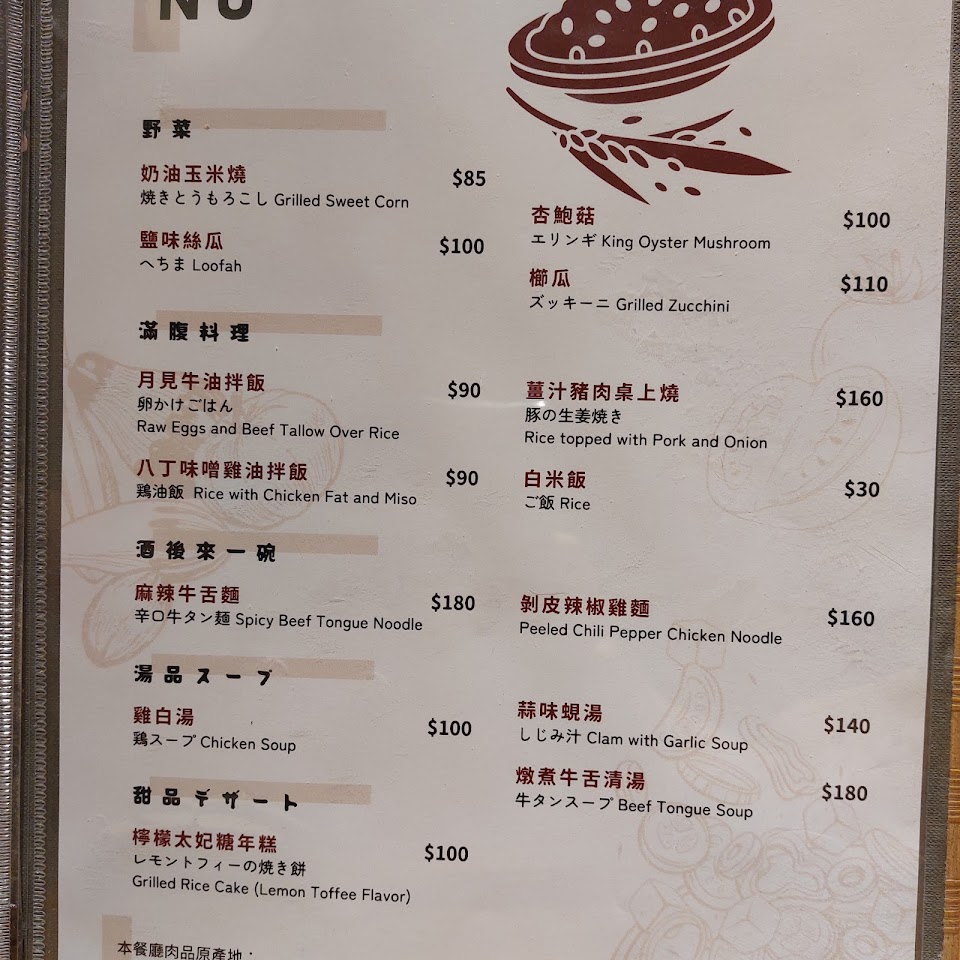 NU
野菜
奶油玉米燒 $85
焼きとうもろこし Grilled Sweet Corn
鹽味絲瓜 $100
へちま Loofah
杏鮑菇 $100
エリンギ King Oyster Mushroom
櫛瓜 $110
ズッキーニ Grilled Zucchini
滿腹料理
月見牛油拌飯 $90
卵かけごはん
Raw Eggs and Beef Tallow Over Rice
八丁味噌雞油拌飯 $90
鶏油飯 Rice with Chicken Fat and Miso
薑汁豬肉桌上燒 $160
豚の生姜焼き
Rice topped with Pork and Onion
白米飯 $30
ご飯 Rice
酒後來一碗
麻辣牛舌麵 $180
辛口牛タン麺 Spicy Beef Tongue Noodle
剝皮辣椒雞麵 $160
Peeled Chili Pepper Chicken Noodle
湯品スープ
雞白湯 $100
鶏スープ Chicken Soup
蒜味蜆湯 $140
しじみ汁 Clam with Garlic Soup
燉煮牛舌清湯 $180
牛タンスープ Beef Tongue Soup
甜品デザート
檸檬太妃糖年糕 $100
レモントフィーの焼き餅
Grilled Rice Cake (Lemon Toffee Flavor)
本餐廳肉品原產地：